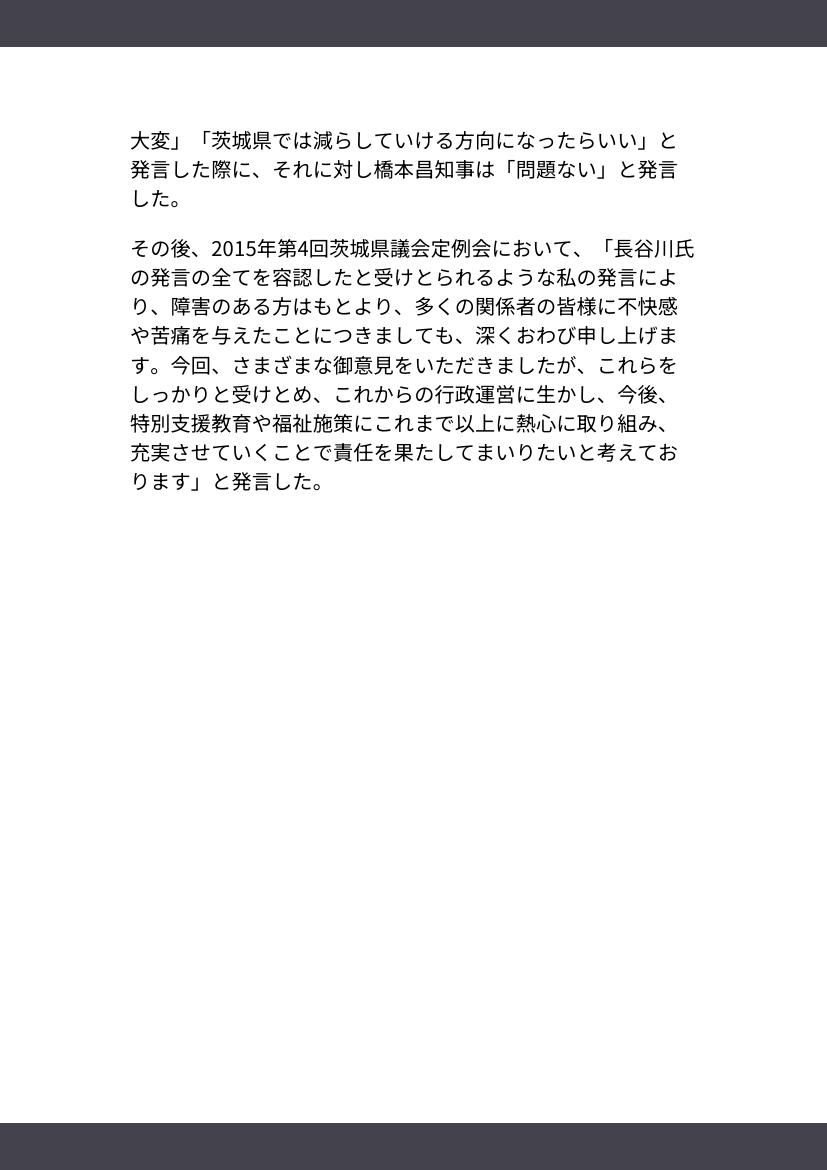 大変」「茨城県では減らしていける方向になったらいい」と
発言した際に、それに対し橋本昌知事は「問題ない」と発言
した。
その後、2015年第4回茨城県議会定例会において、「長谷川氏
の発言の全てを容認したと受けとられるような私の発言によ
り、障害のある方はもとより、多くの関係者の皆様に不快感
や苦痛を与えたことにつきましても、深くおわび申し上げま
す。今回、さまざまな御意見をいただきましたが、これらを
しっかりと受けとめ、これからの行政運営に生かし、今後、
特別支援教育や福祉施策にこれまで以上に熱心に取り組み、
充実させていくことで責任を果たしてまいりたいと考えてお
ります」と発言した。